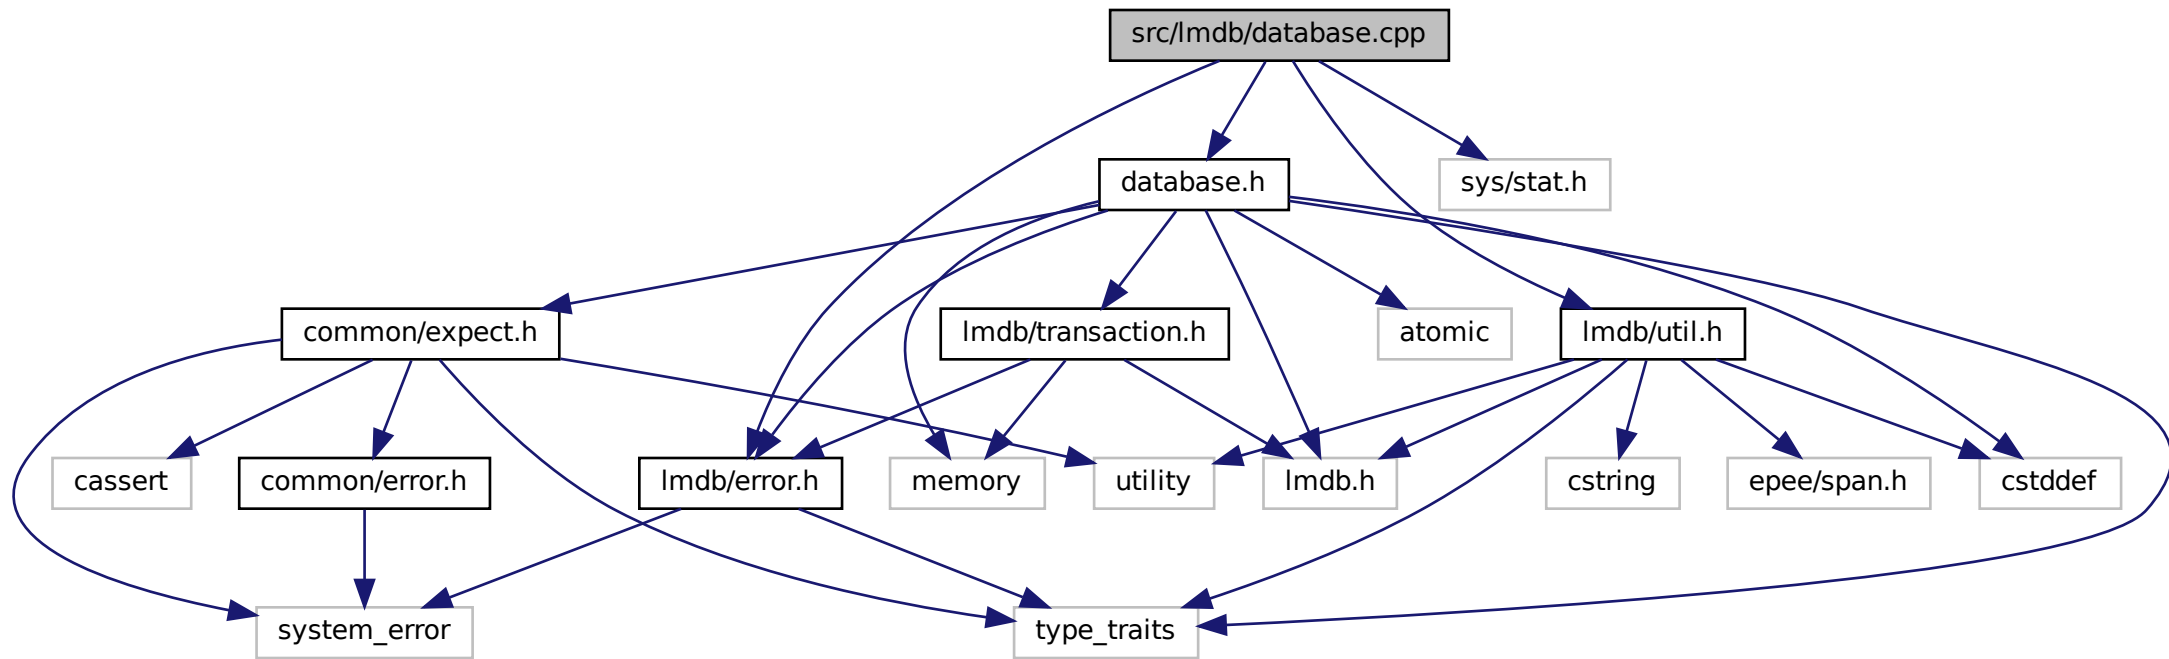 src/lmdb/database.cpp
database.h
sys/stat.h
common/expect.h
lmdb/transaction.h
atomic
lmdb/util.h
cassert
common/error.h
lmdb/error.h
memory
utility
lmdb.h
cstring
epee/span.h
cstddef
system_error
type_traits